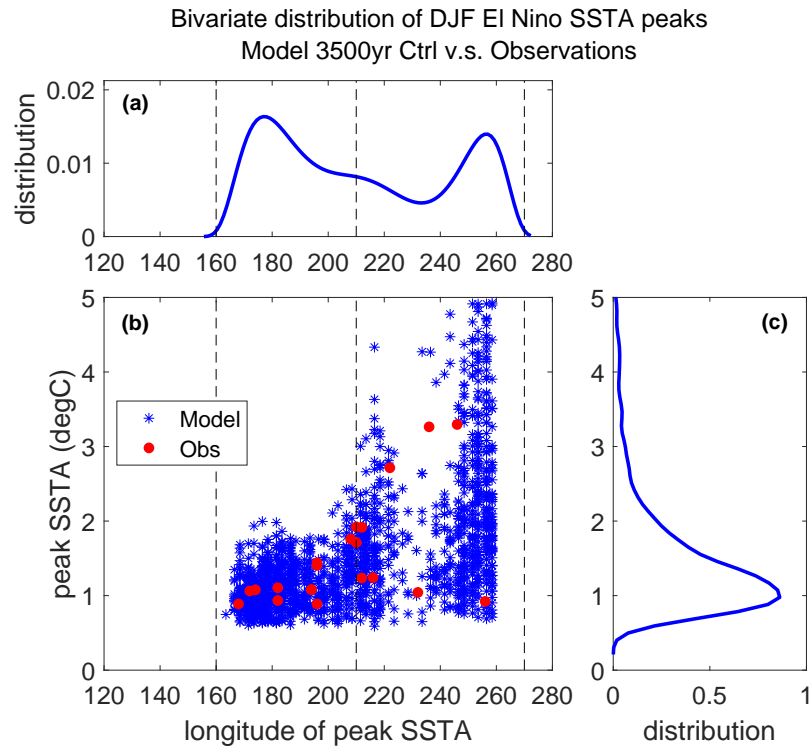 Bivariate distribution of DJF El Nino SSTA peaks
Model 3500yr Ctrl v.s. Observations
(a)
distribution
0.02
0.01
0
120 140 160 180 200 220 240 260 280
(b)
(c)
peak SSTA (degC)
5
4
3
2
1
0
Model
Obs
120 140 160 180 200 220 240 260 280
longitude of peak SSTA
5
4
3
2
1
0
0 0.5 1
distribution